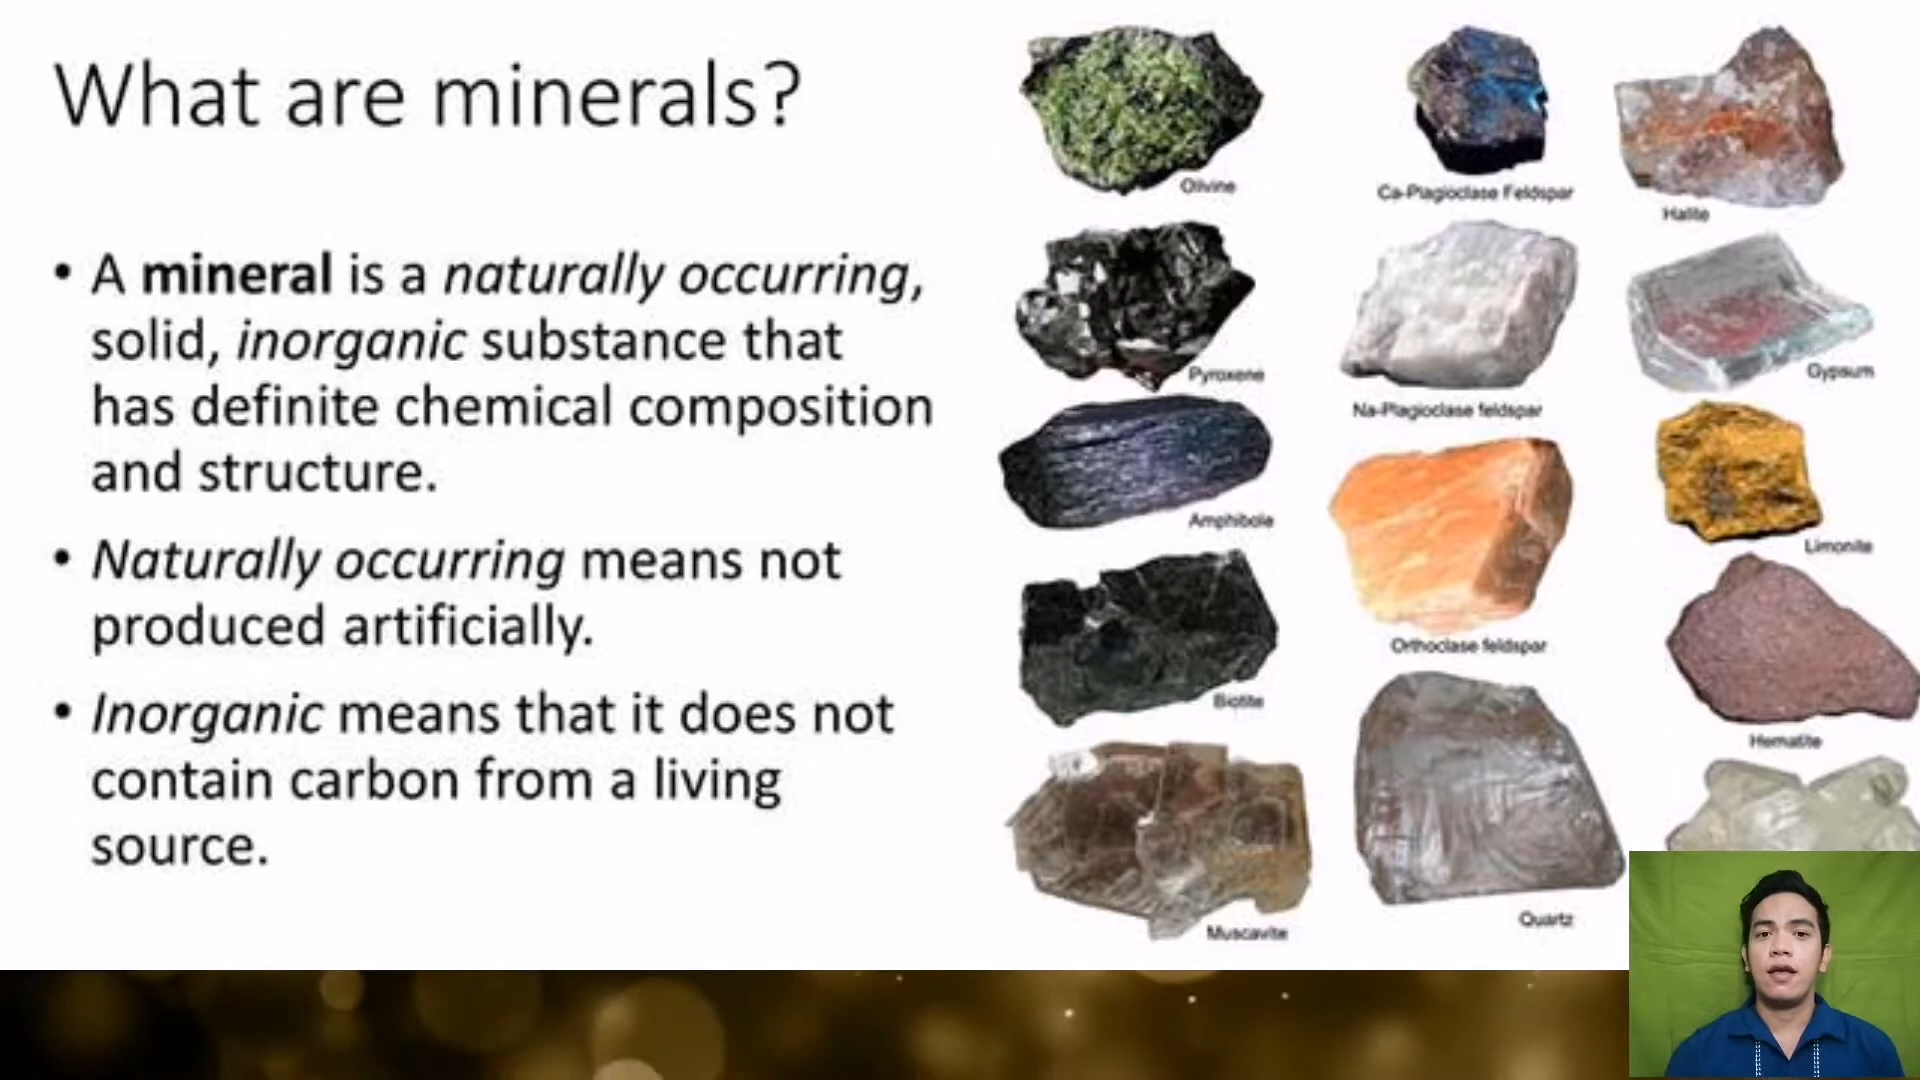 What are minerals?
• A mineral is a naturally occurring,
solid, inorganic substance that
has definite chemical composition
and structure.
• Naturally occurring means not
produced artificially.
• Inorganic means that it does not
contain carbon from a living
source.
Olivine
Pyroxene
Amphibole
Biotite
Muscavite
Ca-Plagioclase Feldspar
Na-Plagioclase feldspar
Orthoclase feldspar
Quartz
Halite
Gypsum
Limonite
Hematite